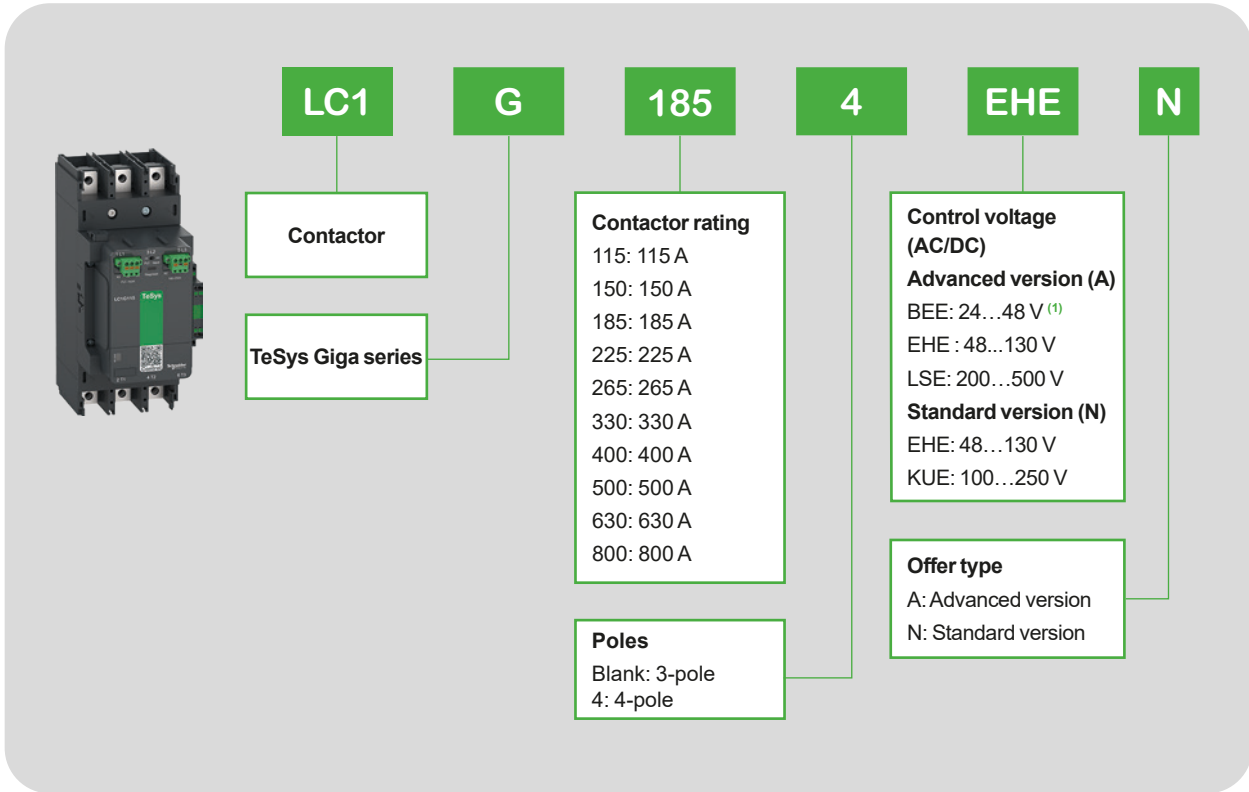 LC1
G
185
4
EHE
N
Contactor
TeSys Giga series
Contactor rating
115: 115 A
150: 150 A
185: 185 A
225: 225 A
265: 265 A
330: 330 A
400: 400 A
500: 500 A
630: 630 A
800: 800 A
Poles
Blank: 3-pole
4: 4-pole
Control voltage
(AC/DC)
Advanced version (A)
BEE: 24…48 V (1)
EHE : 48...130 V
LSE: 200…500 V
Standard version (N)
EHE: 48…130 V
KUE: 100…250 V
Offer type
A: Advanced version
N: Standard version
TeSys